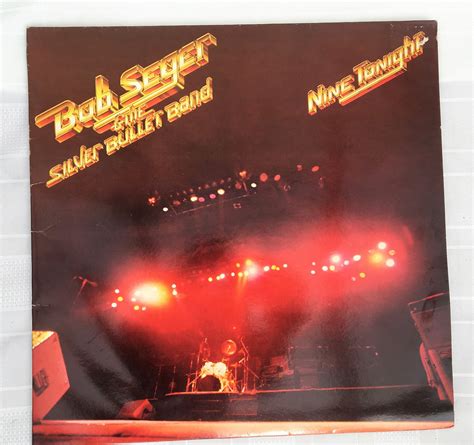 Bob Seger
& THE
SILVER BULLET BAND
NINE TONIGHT